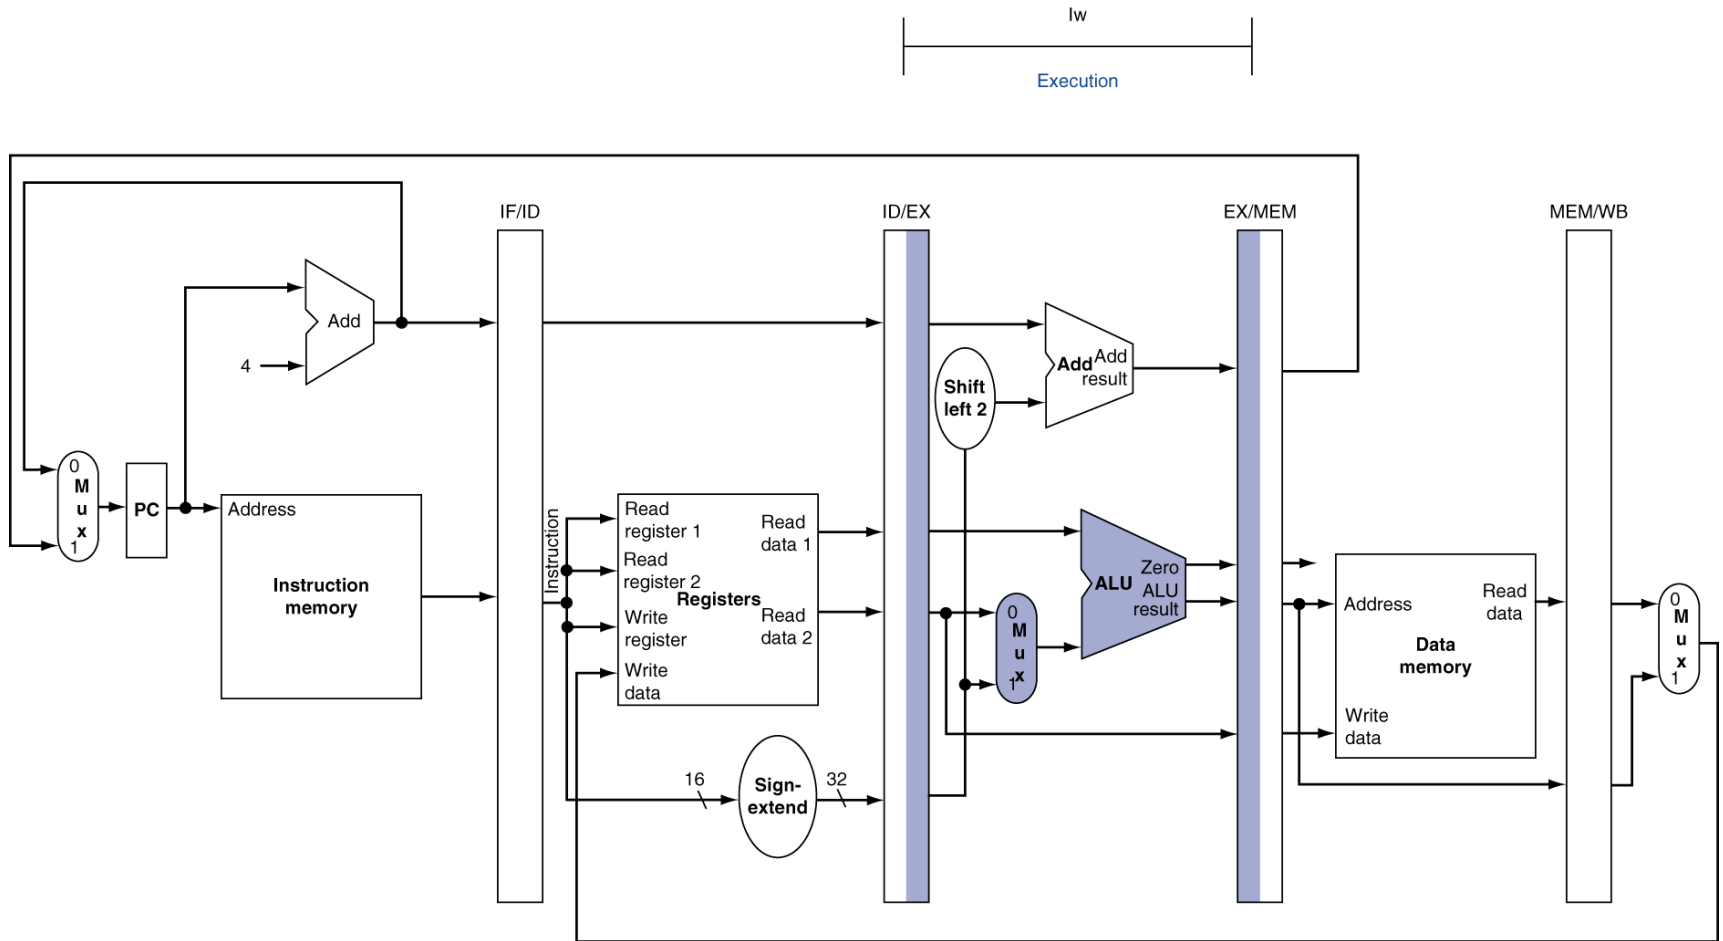 lw
Execution
IF/ID
ID/EX
EX/MEM
MEM/WB
Add
4
Add
Add
result
Shift
left 2
0
M
u
x
1
PC
Address
Instruction
memory
Instruction
Read
register 1
Read
register 2
Registers
Write
register
Write
data
Read
data 1
Read
data 2
16
Sign-
extend
32
0
M
u
x
1
Zero
ALU
ALU
result
Address
Read
data
Data
memory
Write
data
0
M
u
x
1